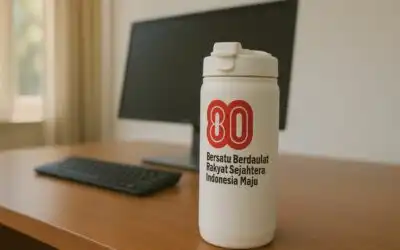 80
Bersatu Berdaulat
Rakyat Sejahtera
Indonesia Maju